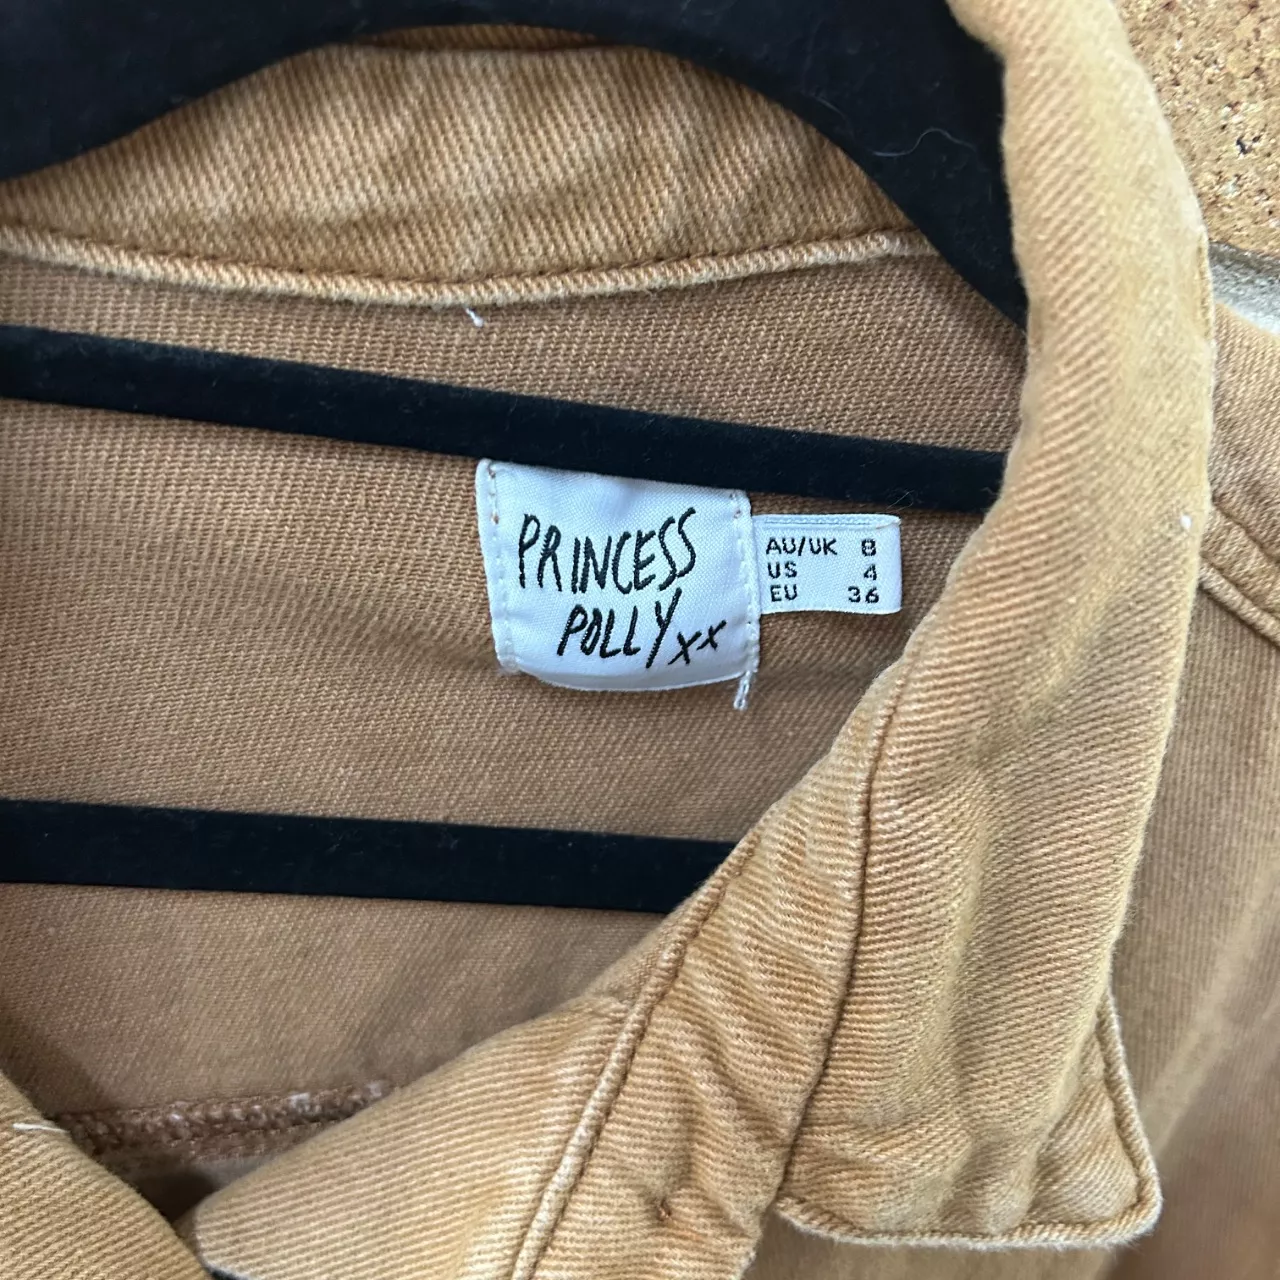 PRINCESS
POLLY xx
AU/UK 8
US 4
EU 36